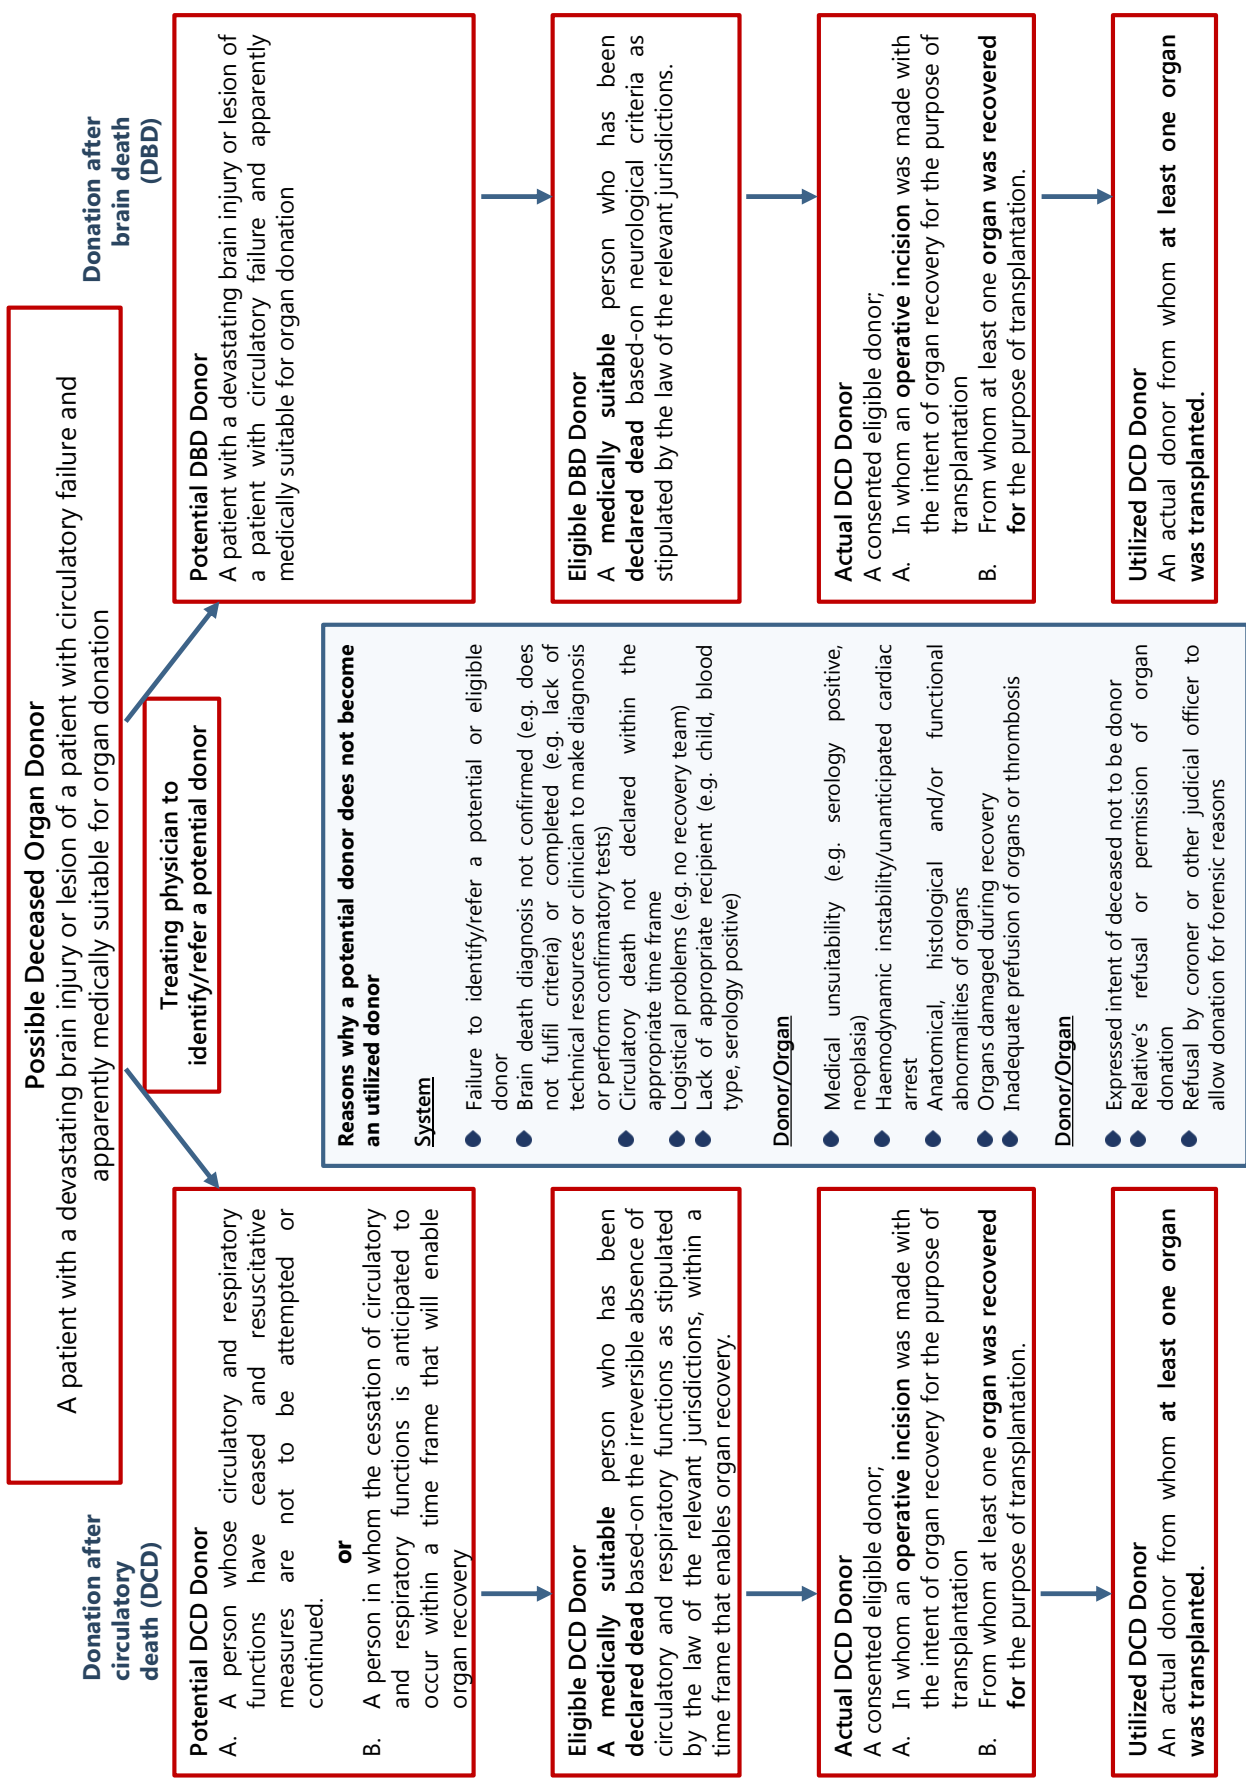 Possible Deceased Organ Donor
A patient with a devastating brain injury or lesion of a patient with circulatory failure and
apparently medically suitable for organ donation
Treating physician to
identify/refer a potential donor
Donation after
circulatory
death (DCD)
Potential DCD Donor
A. A person whose circulatory and respiratory
functions have ceased and resuscitative
measures are not to be attempted or
continued.
or
B. A person in whom the cessation of circulatory
and respiratory functions is anticipated to
occur within a time frame that will enable
organ recovery
Eligible DCD Donor
A medically suitable person who has been
declared dead based-on the irreversible absence of
circulatory and respiratory functions as stipulated
by the law of the relevant jurisdictions, within a
time frame that enables organ recovery.
Actual DCD Donor
A consented eligible donor;
A. In whom an operative incision was made with
the intent of organ recovery for the purpose of
transplantation
B. From whom at least one organ was recovered
for the purpose of transplantation.
Utilized DCD Donor
An actual donor from whom at least one organ
was transplanted.
Reasons why a potential donor does not become
an utilized donor
System
Failure to identify/refer a potential or eligible
donor
Brain death diagnosis not confirmed (e.g. does
not fulfil criteria) or completed (e.g. lack of
technical resources or clinician to make diagnosis
or perform confirmatory tests)
Circulatory death not declared within the
appropriate time frame
Logistical problems (e.g. no recovery team)
Lack of appropriate recipient (e.g. child, blood
type, serology positive)
Donor/Organ
Medical unsuitability (e.g. serology positive,
neoplasia)
Haemodynamic instability/unanticipated cardiac
arrest
Anatomical, histological and/or functional
abnormalities of organs
Organs damaged during recovery
Inadequate prefusion of organs or thrombosis
Donor/Organ
Expressed intent of deceased not to be donor
Relative's refusal or permission of organ
donation
Refusal by coroner or other judicial officer to
allow donation for forensic reasons
Donation after
brain death
(DBD)
Potential DBD Donor
A patient with a devastating brain injury or lesion of
a patient with circulatory failure and apparently
medically suitable for organ donation
Eligible DBD Donor
A medically suitable person who has been
declared dead based-on neurological criteria as
stipulated by the law of the relevant jurisdictions.
Actual DCD Donor
A consented eligible donor;
A. In whom an operative incision was made with
the intent of organ recovery for the purpose of
transplantation
B. From whom at least one organ was recovered
for the purpose of transplantation.
Utilized DCD Donor
An actual donor from whom at least one organ
was transplanted.